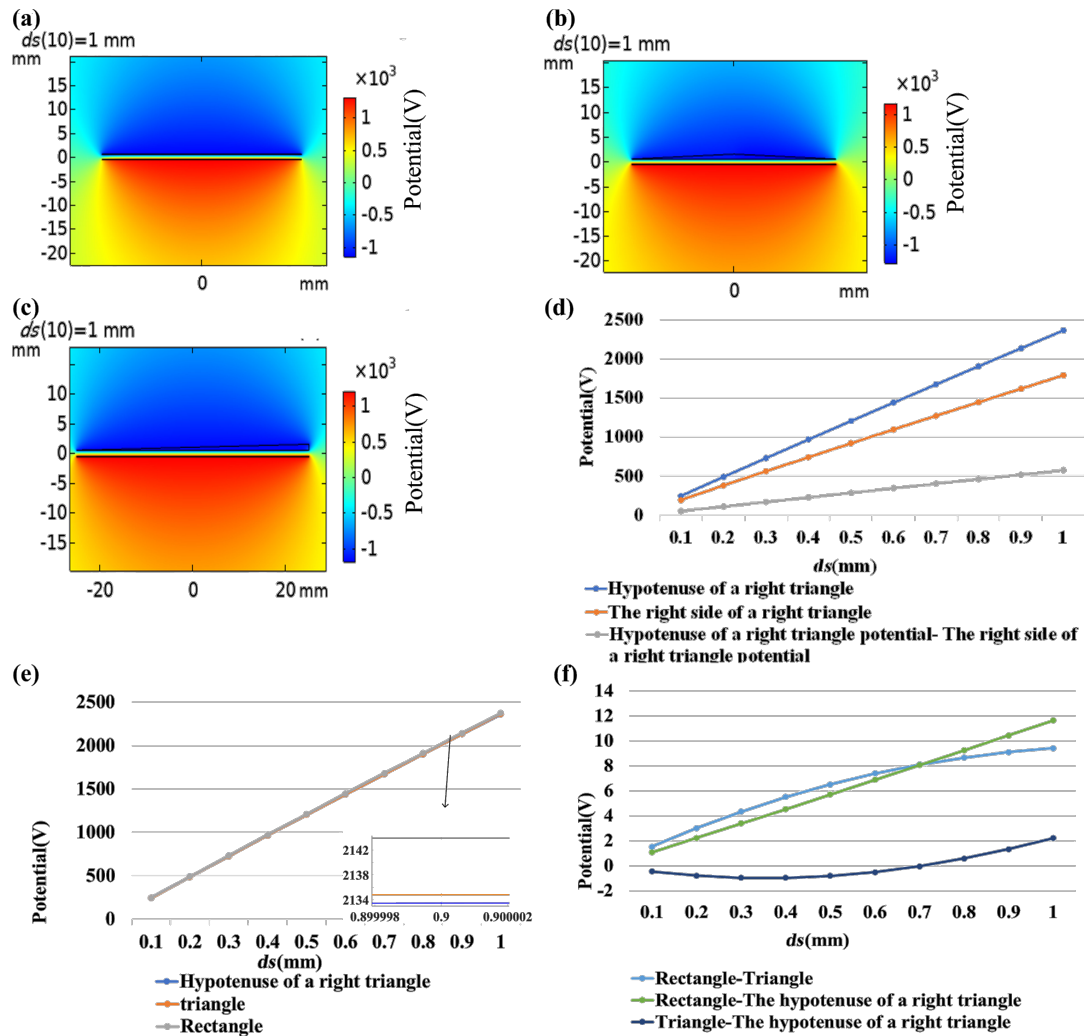 (a)
ds(10)=1 mm
mm
15
10
5
0
-5
-10
-15
-20
0
mm
×10³
1
0.5
0
-0.5
-1
Potential(V)
(b)
ds(10)=1 mm
mm
15
10
5
0
-5
-10
-15
-20
0
mm
×10³
1
0.5
0
-0.5
-1
Potential(V)
(c)
ds(10)=1 mm
mm
10
5
0
-5
-10
-15
-20
0
20 mm
×10³
1
0.5
0
-0.5
-1
Potential(V)
(d)
2500
2000
1500
1000
500
0
Potential(V)
0.1 0.2 0.3 0.4 0.5 0.6 0.7 0.8 0.9 1
ds(mm)
Hypotenuse of a right triangle
The right side of a right triangle
Hypotenuse of a right triangle potential- The right side of
a right triangle potential
(e)
2500
2000
1500
1000
500
0
Potential(V)
2142
2138
2134
0.899998 0.9 0.900002
0.1 0.2 0.3 0.4 0.5 0.6 0.7 0.8 0.9 1
ds(mm)
Hypotenuse of a right triangle
triangle
Rectangle
(f)
14
12
10
8
6
4
2
0
-2
Potential(V)
0.1 0.2 0.3 0.4 0.5 0.6 0.7 0.8 0.9 1
ds(mm)
Rectangle-Triangle
Rectangle-The hypotenuse of a right triangle
Triangle-The hypotenuse of a right triangle